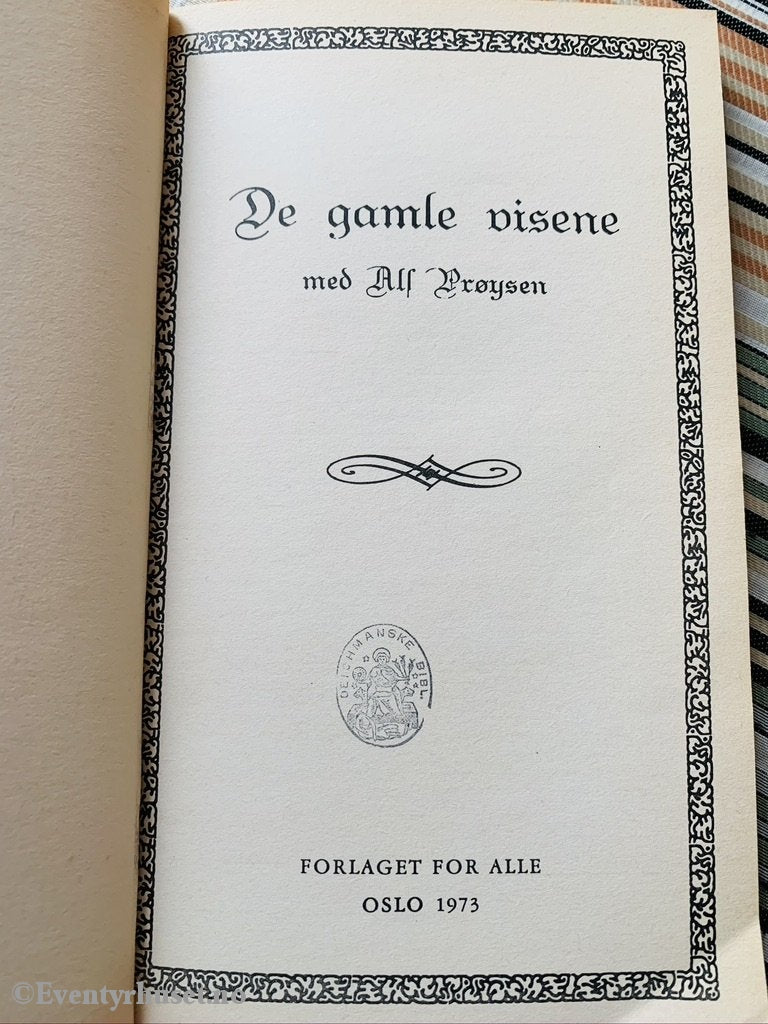 De gamle visene
med Alf Prøysen
DEICHMANSKE BIBL.
FORLAGET FOR ALLE
OSLO 1973
©Eventyrhuset.no